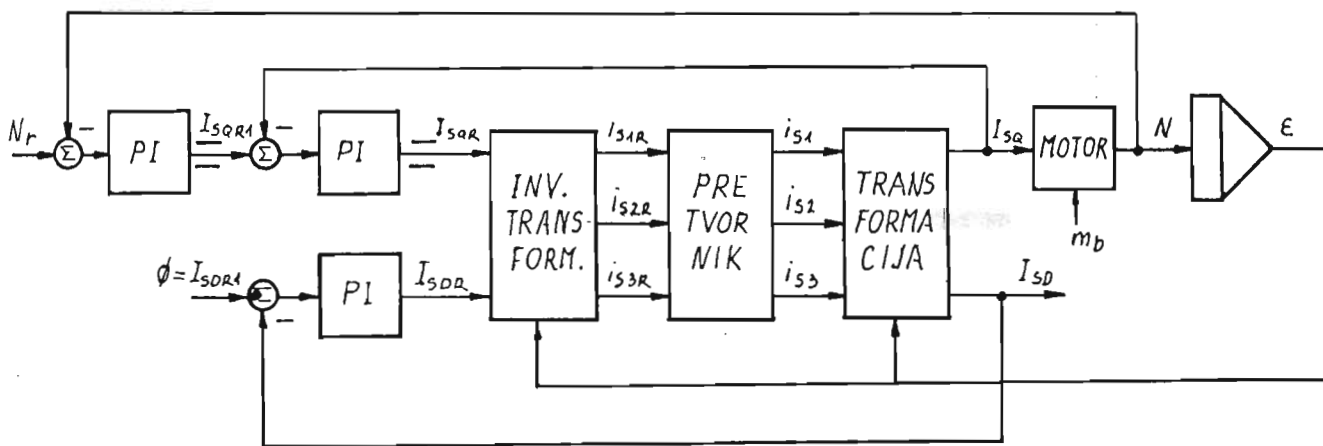 Nr
Σ
−
PI
ISQR1
Σ
−
PI
ISQR
INV.
TRANS-
FORM.
iS1R
iS2R
iS3R
PRE
TVOR
NIK
iS1
iS2
iS3
TRANS
FORMA
CIJA
ISQ
MOTOR
mb
N
ε
ϕ=ISDR1
Σ
−
PI
ISDR
ISD